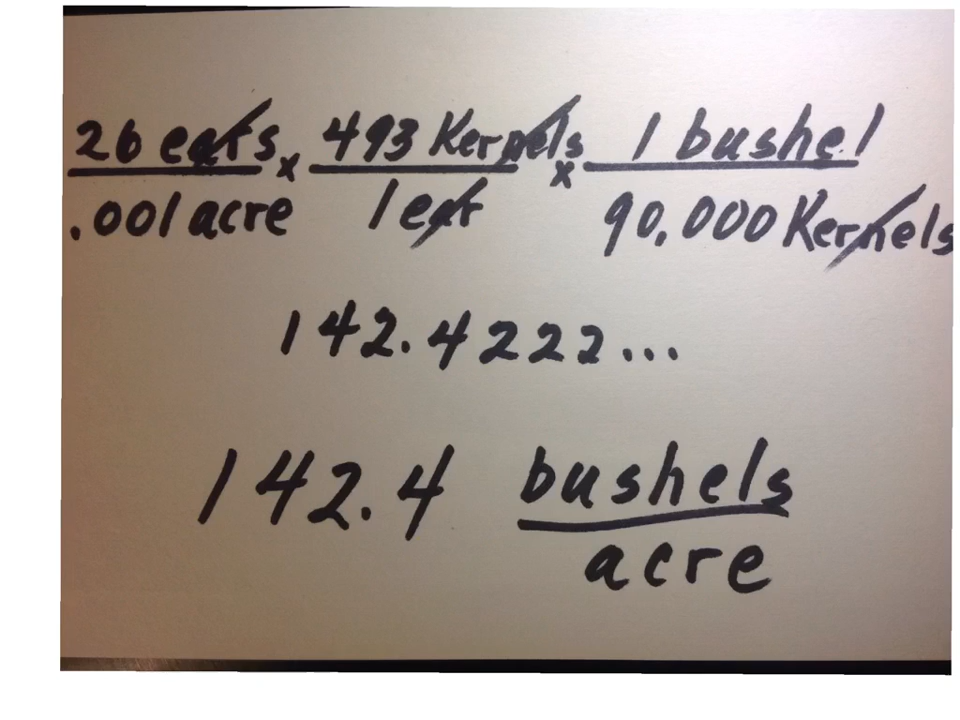 26 ears x 493 Kernels x 1 bushel
.001 acre 1 ear 90,000 Kernels
142.4222...
142.4 bushels
acre